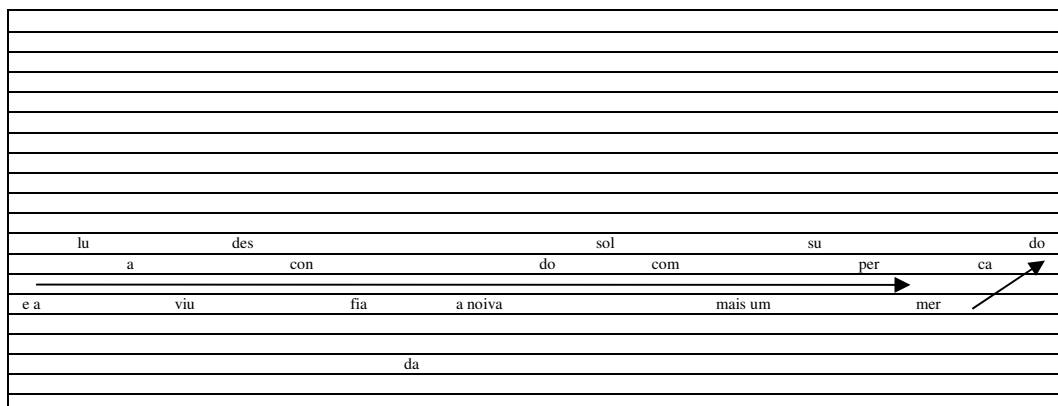 lu des sol su do
a con do com per ca
e a viu fia a noiva mais um mer
da